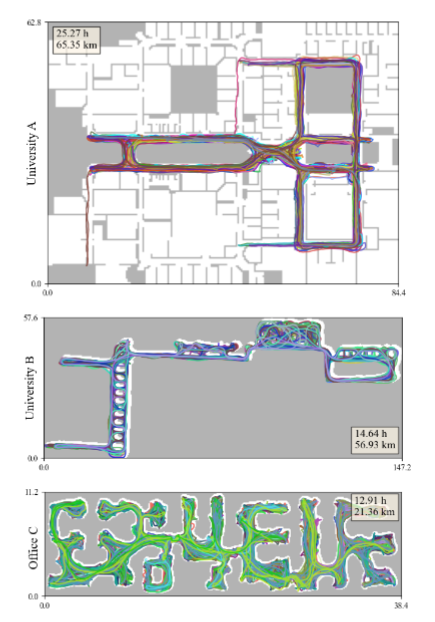 62.8
25.27 h
65.35 km
University A
0.0
0.0
84.4
57.6
University B
14.64 h
56.93 km
0.0
0.0
147.2
11.2
12.91 h
21.36 km
Office C
0.0
0.0
38.4